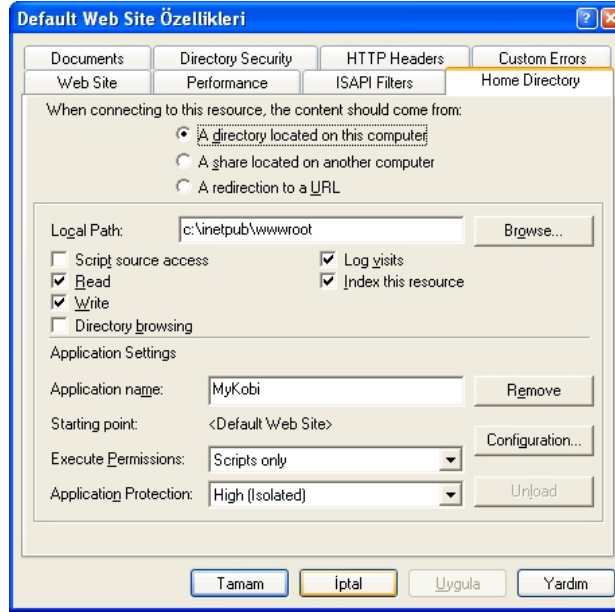 Default Web Site Özellikleri
Documents Directory Security HTTP Headers Custom Errors
Web Site Performance ISAPI Filters Home Directory
When connecting to this resource, the content should come from:
A directory located on this computer
A share located on another computer
A redirection to a URL
Local Path: c:\inetpub\wwwroot Browse...
Script source access Log visits
Read Index this resource
Write
Directory browsing
Application Settings
Application name: MyKobi Remove
Starting point: <Default Web Site>
Configuration...
Execute Permissions: Scripts only
Application Protection: High (Isolated) Unload
Tamam İptal Uygula Yardım